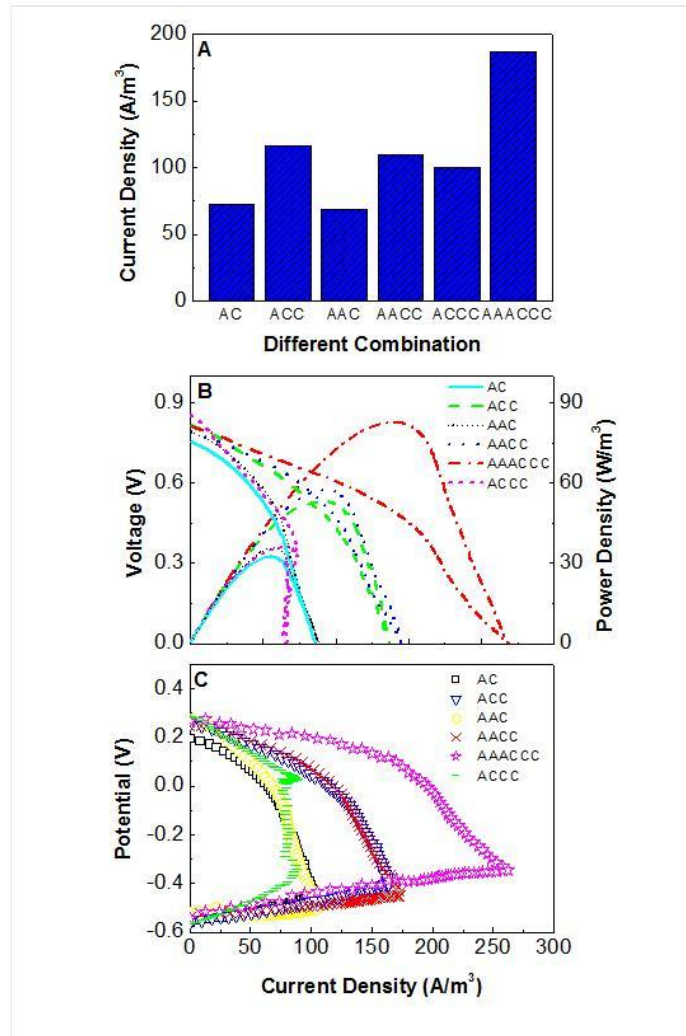 A
200
150
100
50
0
Current Density (A/m³)
AC ACC AAC AACC ACCC AAACCC
Different Combination
B
0.9
0.6
0.3
0.0
Voltage (V)
AC
ACC
AAC
AACC
AAACCC
ACCC
90
60
30
0
Power Density (W/m³)
C
0.4
0.2
0.0
-0.2
-0.4
-0.6
Potential (V)
AC
ACC
AAC
AACC
AAACCC
ACCC
0 50 100 150 200 250 300
Current Density (A/m³)